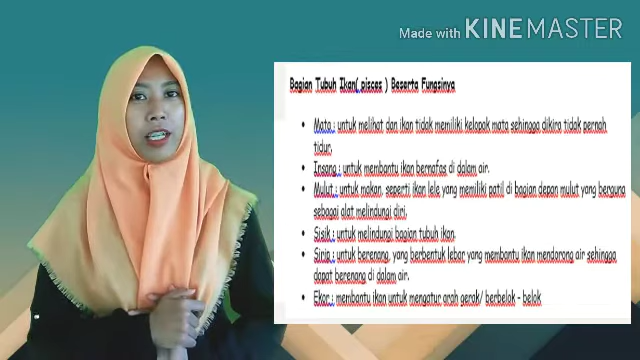 Made with KINEMASTER
Bagian Tubuh Ikan( pisces ) Beserta Fungsinya
• Mata : untuk melihat dan ikan tidak memiliki kelopak mata sehingga dikira tidak pernah
tidur.
• Insang : untuk membantu ikan bernafas di dalam air.
• Mulut : untuk makan, seperti ikan lele yang memiliki patil di bagian depan mulut yang berguna
sebagai alat melindungi diri.
• Sisik : untuk melindungi bagian tubuh ikan.
• Sirip : untuk berenang, yang berbentuk lebar yang membantu ikan mendorong air sehingga
dapat berenang di dalam air.
• Ekor : membantu ikan untuk mengatur arah gerak/ berbelok - belok